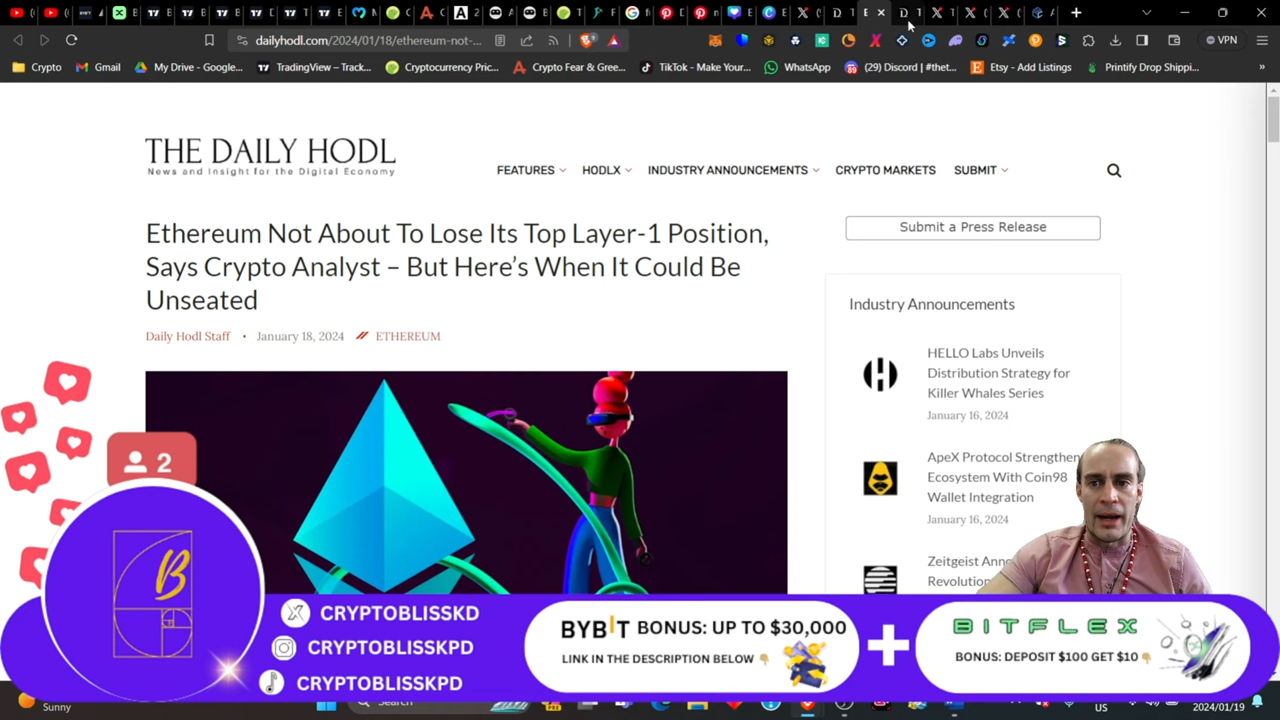 dailyhodl.com/2024/01/18/ethereum-not-...
VPN
Crypto
Gmail
My Drive - Google...
TradingView – Track...
Cryptocurrency Pric...
Crypto Fear & Gree...
TikTok - Make Your...
WhatsApp
(29) Discord | #thet...
Etsy - Add Listings
Printify Drop Shippi...
THE DAILY HODL
News and Insight for the Digital Economy
FEATURES
HODLX
INDUSTRY ANNOUNCEMENTS
CRYPTO MARKETS
SUBMIT
Ethereum Not About To Lose Its Top Layer-1 Position,
Says Crypto Analyst – But Here's When It Could Be
Unseated
Daily Hodl Staff • January 18, 2024 ETHEREUM
Submit a Press Release
Industry Announcements
HELLO Labs Unveils
Distribution Strategy for
Killer Whales Series
January 16, 2024
ApeX Protocol Strengthen
Ecosystem With Coin98
Wallet Integration
January 16, 2024
Zeitgeist Ann
Revolution
2
B
CRYPTOBLISSKD
CRYPTOBLISSKPD
CRYPTOBLISSKPD
BYBIT BONUS: UP TO $30,000
LINK IN THE DESCRIPTION BELOW
BITFLEX
BONUS: DEPOSIT $100 GET $10
Sunny
Search
US
2024/01/19